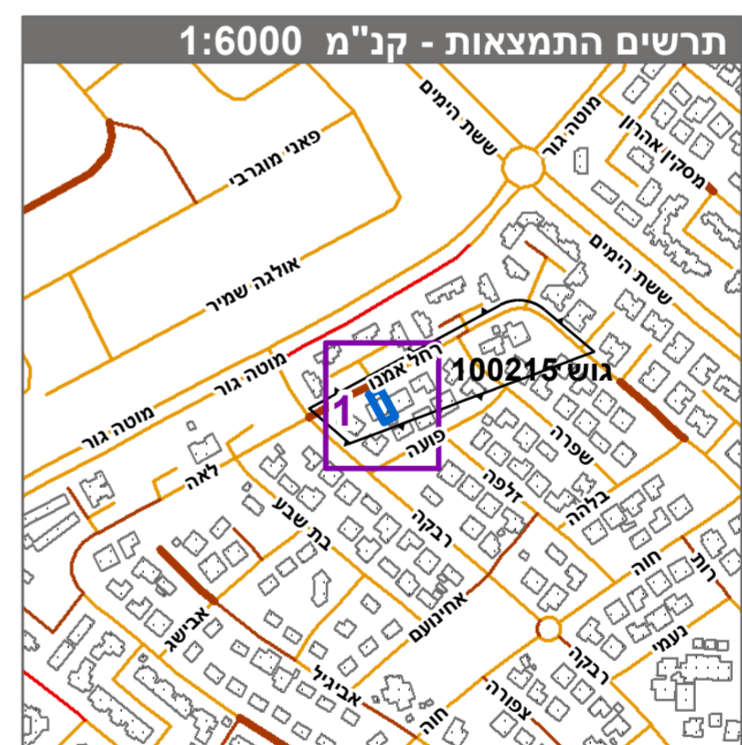 תרשים התמצאות - קנ"מ 1:6000
ששת הימים
מוטה גור
מסקין אהרון
פאני מוגרבי
ששת הימים
אולגה שמיר
מוטה גור
רחל אמנו
גוש 100215
1
מוטה גור
פועה
שפרה
לאה
זלפה
בלהה
בת שבע
רבקה
חוה
רות
אחינועם
אבישג
נעמי
רבקה
אביגיל
צפורה
חוה